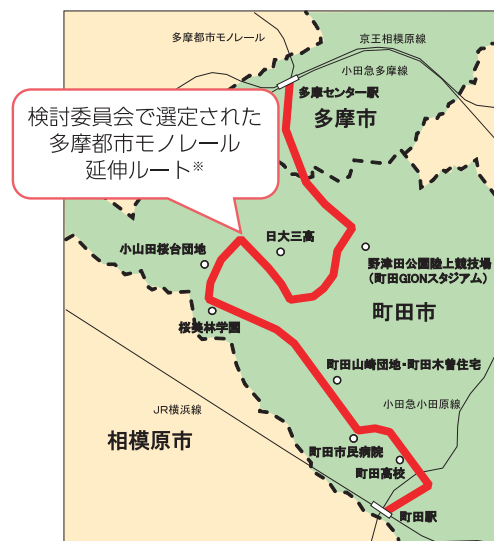 多摩都市モノレール
京王相模原線
小田急多摩線
多摩センター駅
多摩市
検討委員会で選定された
多摩都市モノレール
延伸ルート※
日大三高
小山田桜台団地
野津田公園陸上競技場
（町田GIONスタジアム）
町田市
桜美林学園
町田山崎団地・町田木曽住宅
小田急小田原線
JR横浜線
相模原市
町田市民病院
町田高校
町田駅